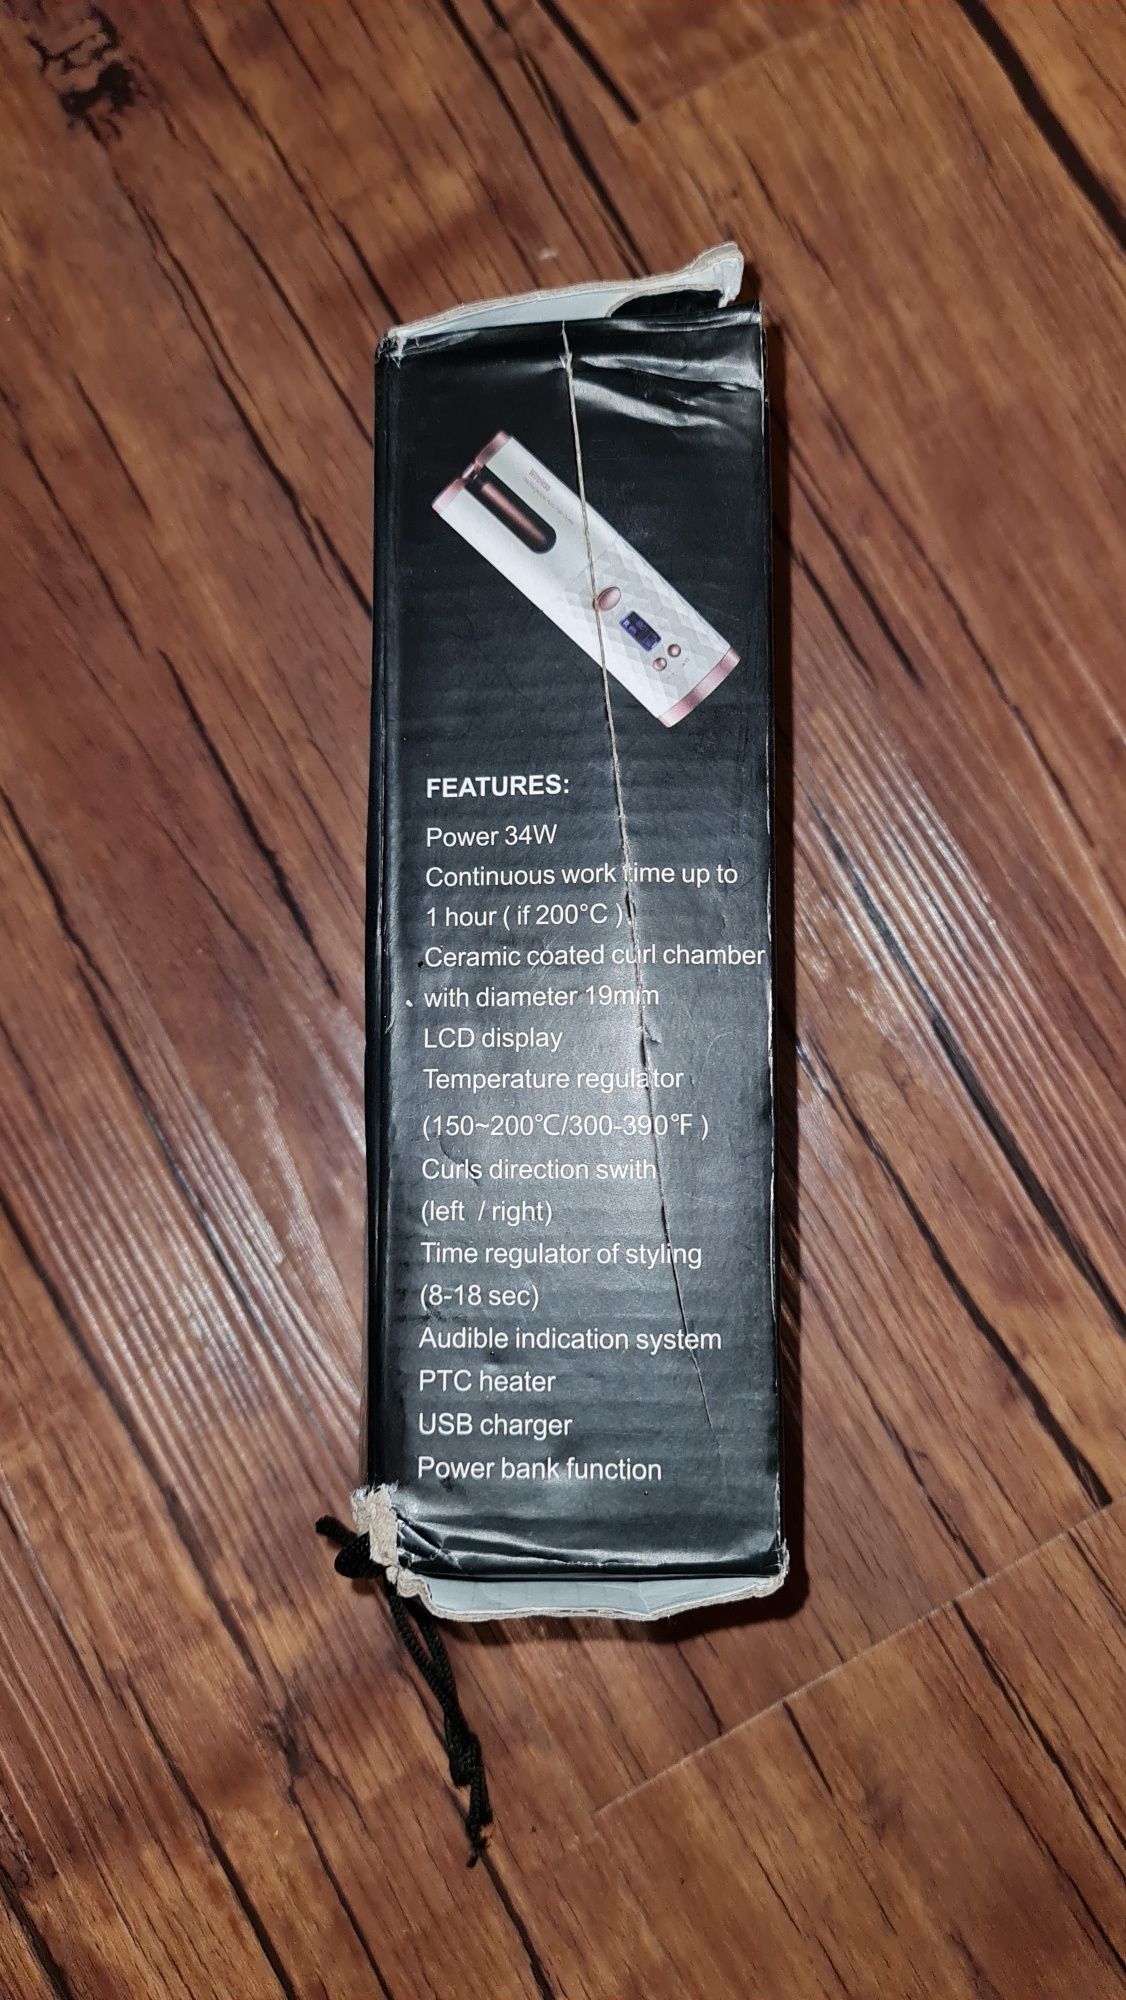 Wireless
FEATURES:
Power 34W
Continuous work time up to
1 hour ( if 200°C ).
Ceramic coated curl chamber
with diameter 19mm
LCD display
Temperature regulator
(150~200℃/300-390℉ )
Curls direction swith
(left / right)
Time regulator of styling
(8-18 sec)
Audible indication system
PTC heater
USB charger
Power bank function